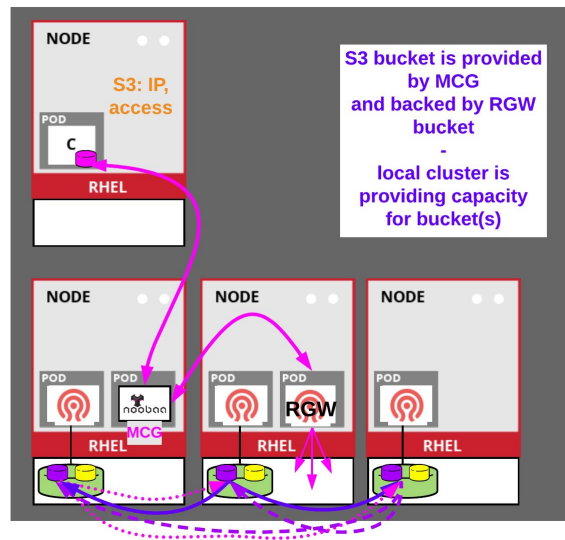 NODE
S3: IP,
access
POD
C
RHEL
S3 bucket is provided
by MCG
and backed by RGW
bucket
-
local cluster is
providing capacity
for bucket(s)
NODE
POD
POD
noobaa
MCG
RHEL
NODE
POD
POD
RGW
RHEL
NODE
POD
RHEL